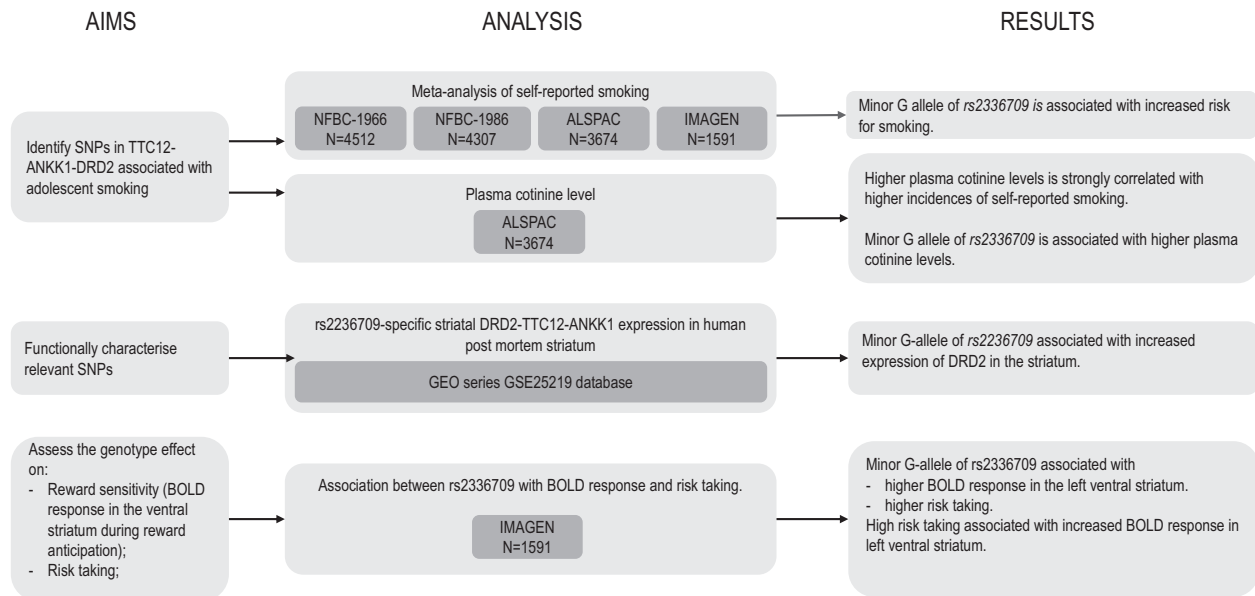 AIMS
ANALYSIS
RESULTS
Identify SNPs in TTC12-
ANKK1-DRD2 associated with
adolescent smoking
Meta-analysis of self-reported smoking
NFBC-1966
N=4512
NFBC-1986
N=4307
ALSPAC
N=3674
IMAGEN
N=1591
Minor G allele of rs2336709 is associated with increased risk
for smoking.
Plasma cotinine level
ALSPAC
N=3674
Higher plasma cotinine levels is strongly correlated with
higher incidences of self-reported smoking.
Minor G allele of rs2336709 is associated with higher plasma
cotinine levels.
Functionally characterise
relevant SNPs
rs2236709-specific striatal DRD2-TTC12-ANKK1 expression in human
post mortem striatum
GEO series GSE25219 database
Minor G-allele of rs2236709 associated with increased
expression of DRD2 in the striatum.
Assess the genotype effect
on:
- Reward sensitivity (BOLD
response in the ventral
striatum during reward
anticipation);
- Risk taking;
Association between rs2336709 with BOLD response and risk taking.
IMAGEN
N=1591
Minor G-allele of rs2336709 associated with
- higher BOLD response in the left ventral striatum.
- higher risk taking.
High risk taking associated with increased BOLD response in
left ventral striatum.